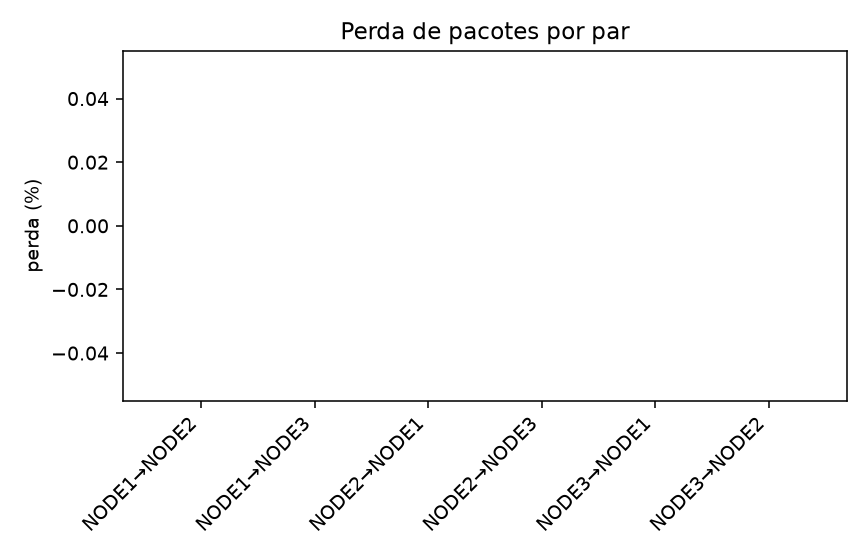 Perda de pacotes por par
perda (%)
0.04
0.02
0.00
−0.02
−0.04
NODE1→NODE2
NODE1→NODE3
NODE2→NODE1
NODE2→NODE3
NODE3→NODE1
NODE3→NODE2